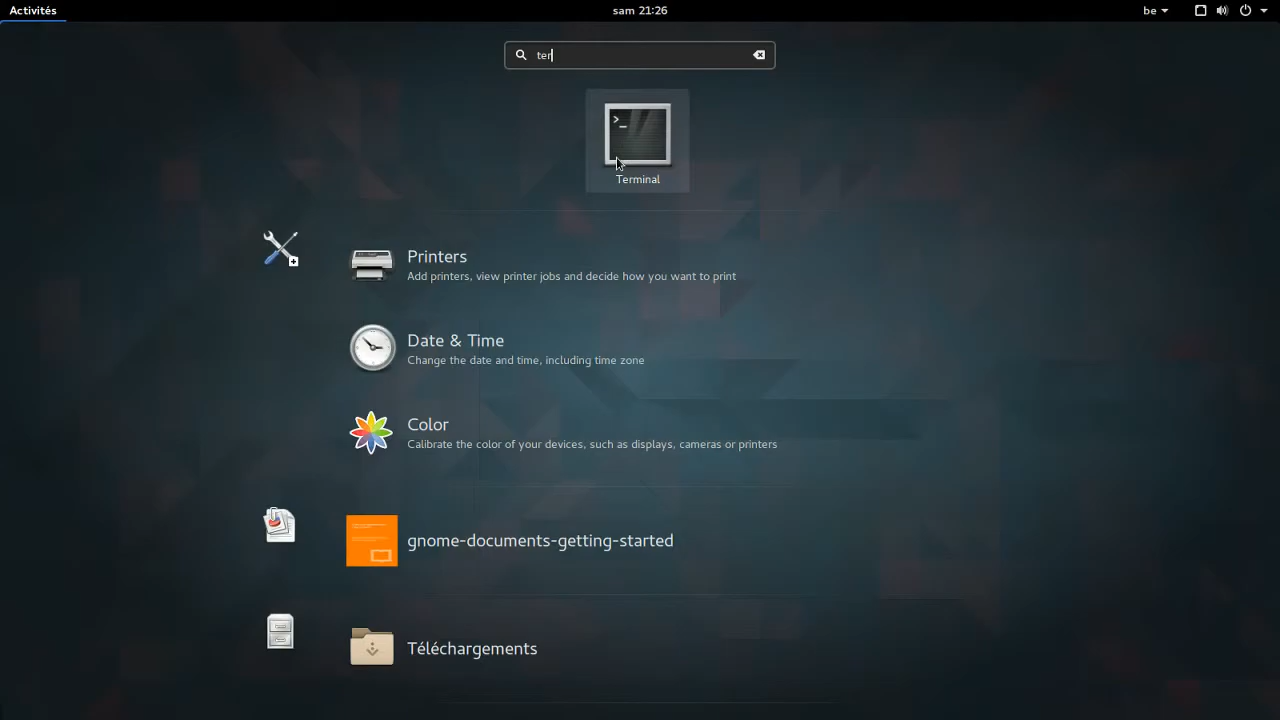 Activités
sam 21:26
be
ter
Terminal
Printers
Add printers, view printer jobs and decide how you want to print
Date & Time
Change the date and time, including time zone
Color
Calibrate the color of your devices, such as displays, cameras or printers
gnome-documents-getting-started
Téléchargements